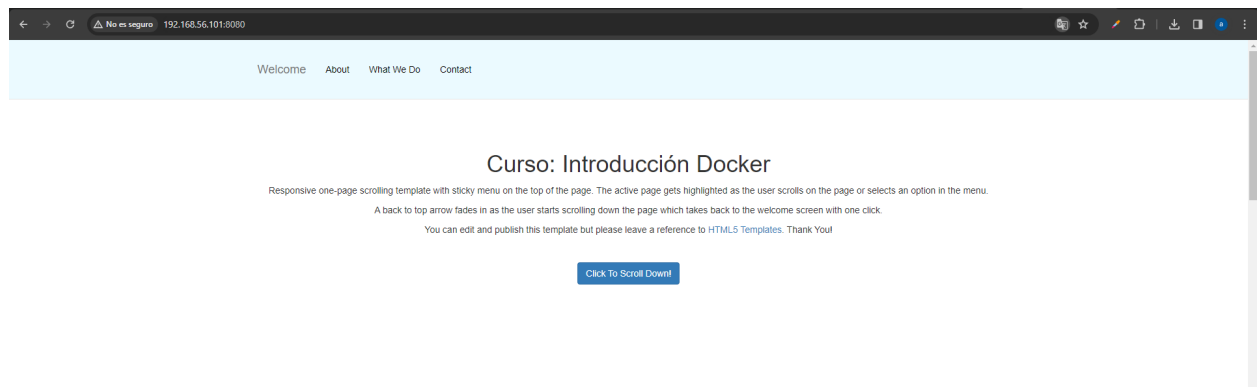 No es seguro 192.168.56.101:8080
Welcome About What We Do Contact
Curso: Introducción Docker
Responsive one-page scrolling template with sticky menu on the top of the page. The active page gets highlighted as the user scrolls on the page or selects an option in the menu.
A back to top arrow fades in as the user starts scrolling down the page which takes back to the welcome screen with one click.
You can edit and publish this template but please leave a reference to HTML5 Templates. Thank You!
Click To Scroll Down!